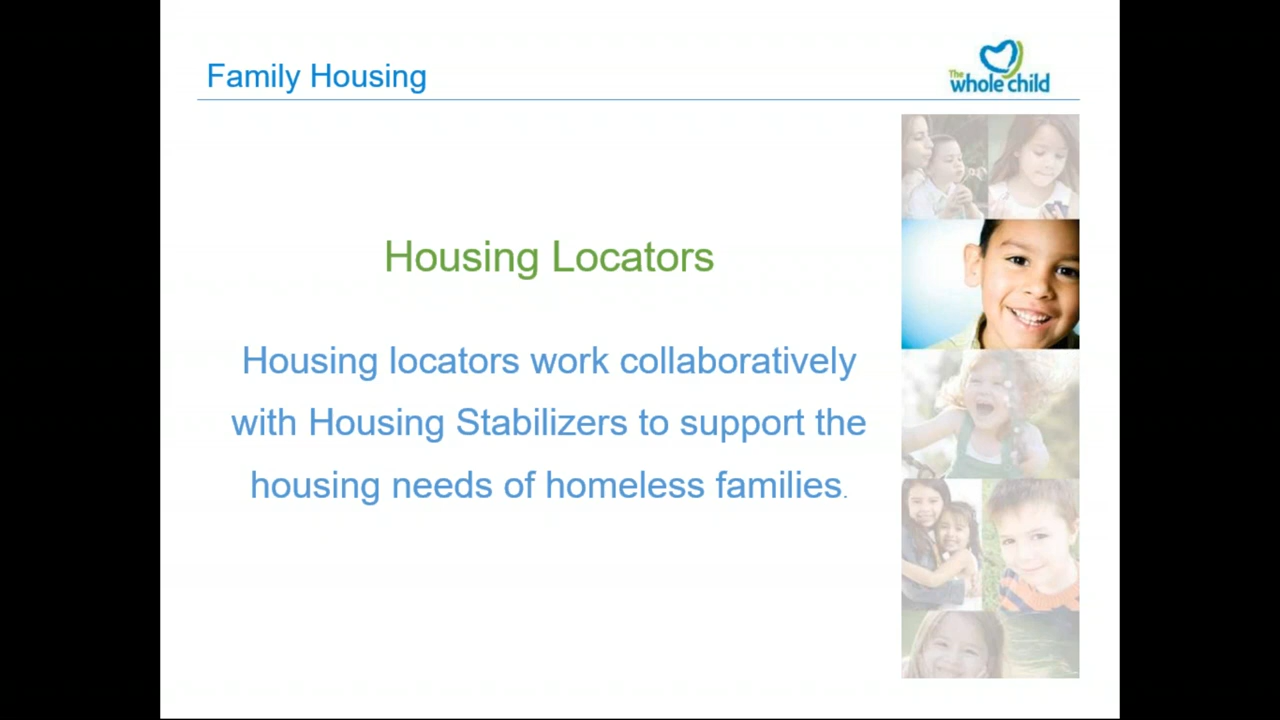 Family Housing
The
whole child
Housing Locators
Housing locators work collaboratively
with Housing Stabilizers to support the
housing needs of homeless families.